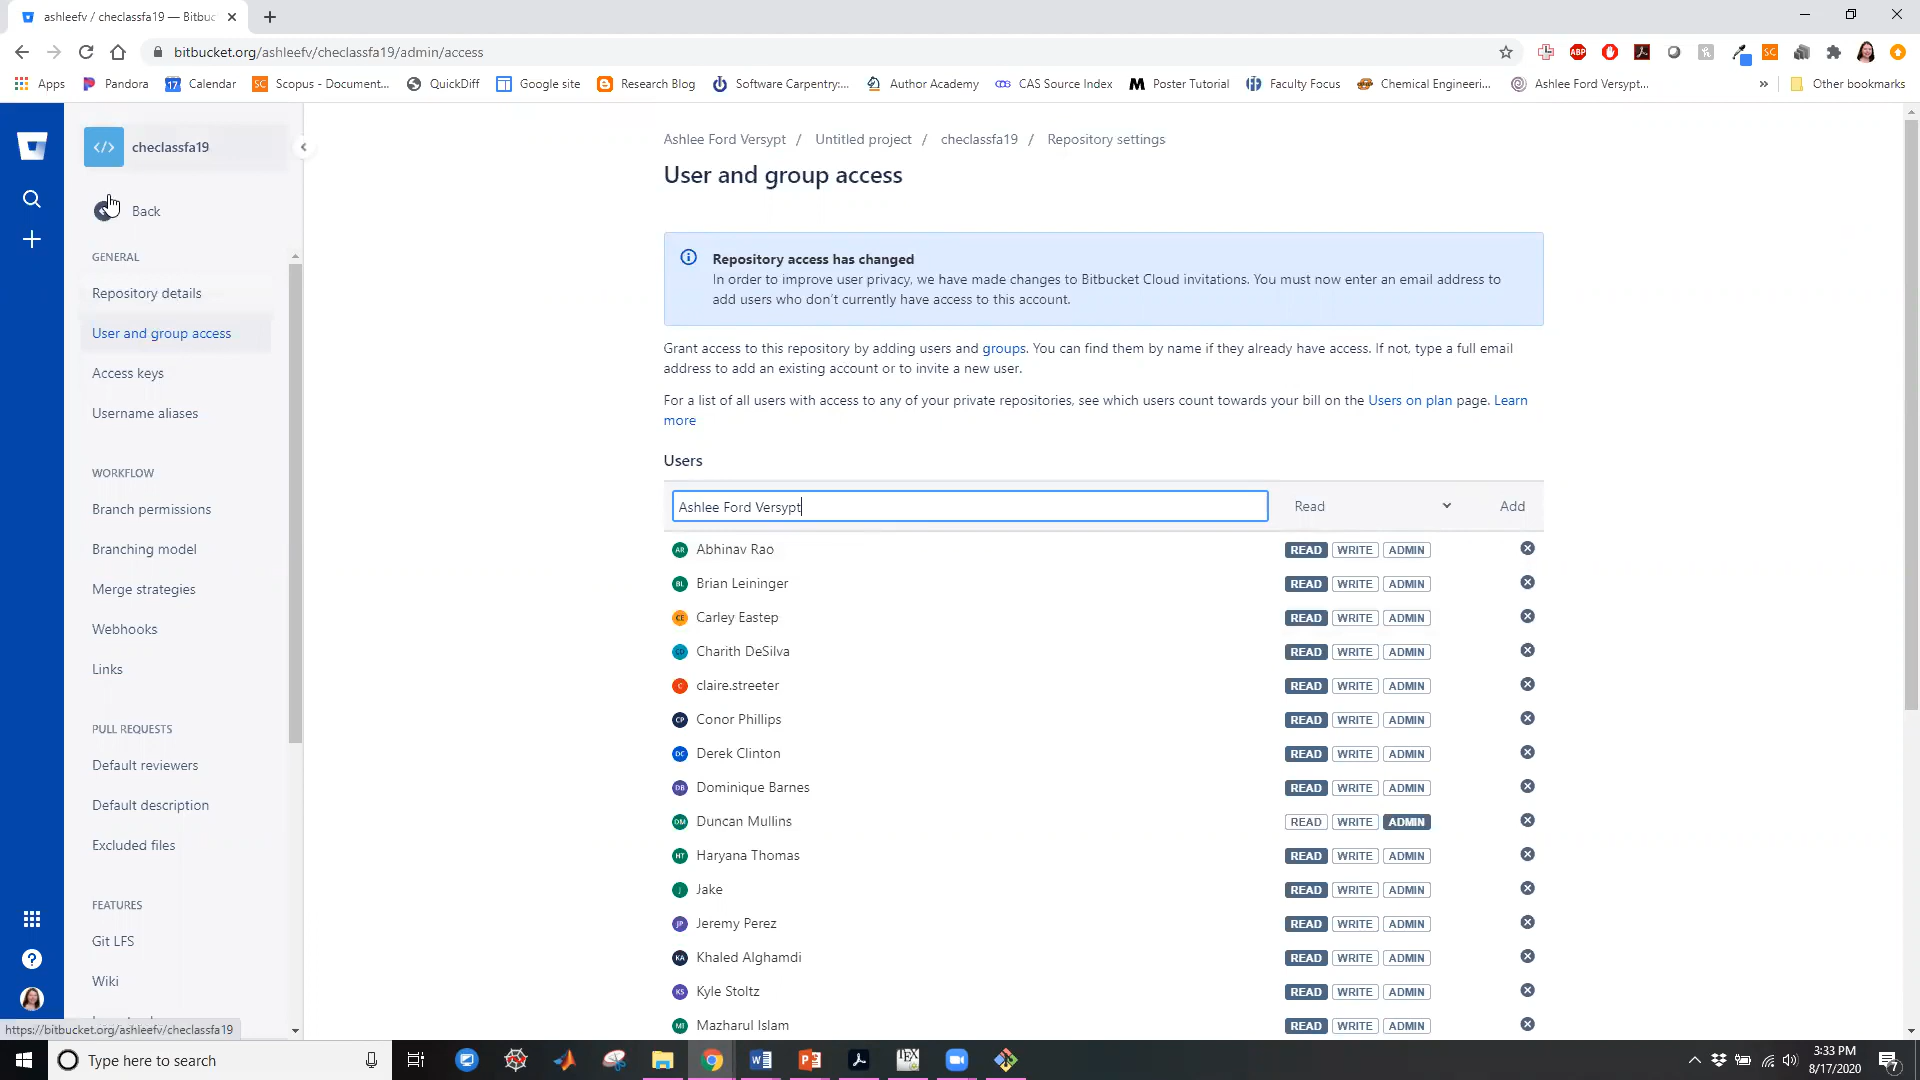 ashleefv / checlassfa19 — Bitbuc
bitbucket.org/ashleefv/checlassfa19/admin/access
Apps
Pandora
Calendar
Scopus - Document...
QuickDiff
Google site
Research Blog
Software Carpentry:...
Author Academy
CAS Source Index
Poster Tutorial
Faculty Focus
Chemical Engineeri...
Ashlee Ford Versypt...
»
Other bookmarks
checlassfa19
Back
GENERAL
Repository details
User and group access
Access keys
Username aliases
WORKFLOW
Branch permissions
Branching model
Merge strategies
Webhooks
Links
PULL REQUESTS
Default reviewers
Default description
Excluded files
FEATURES
Git LFS
Wiki
https://bitbucket.org/ashleefv/checlassfa19
Ashlee Ford Versypt / Untitled project / checlassfa19 / Repository settings
User and group access
Repository access has changed
In order to improve user privacy, we have made changes to Bitbucket Cloud invitations. You must now enter an email address to
add users who don't currently have access to this account.
Grant access to this repository by adding users and groups. You can find them by name if they already have access. If not, type a full email
address to add an existing account or to invite a new user.
For a list of all users with access to any of your private repositories, see which users count towards your bill on the Users on plan page. Learn
more
Users
Ashlee Ford Versypt Read Add
AR Abhinav Rao READ WRITE ADMIN
BL Brian Leininger READ WRITE ADMIN
CE Carley Eastep READ WRITE ADMIN
CD Charith DeSilva READ WRITE ADMIN
C claire.streeter READ WRITE ADMIN
CP Conor Phillips READ WRITE ADMIN
DC Derek Clinton READ WRITE ADMIN
DB Dominique Barnes READ WRITE ADMIN
DM Duncan Mullins READ WRITE ADMIN
HT Haryana Thomas READ WRITE ADMIN
J Jake READ WRITE ADMIN
JP Jeremy Perez READ WRITE ADMIN
KA Khaled Alghamdi READ WRITE ADMIN
KS Kyle Stoltz READ WRITE ADMIN
MI Mazharul Islam READ WRITE ADMIN
Type here to search
3:33 PM
8/17/2020